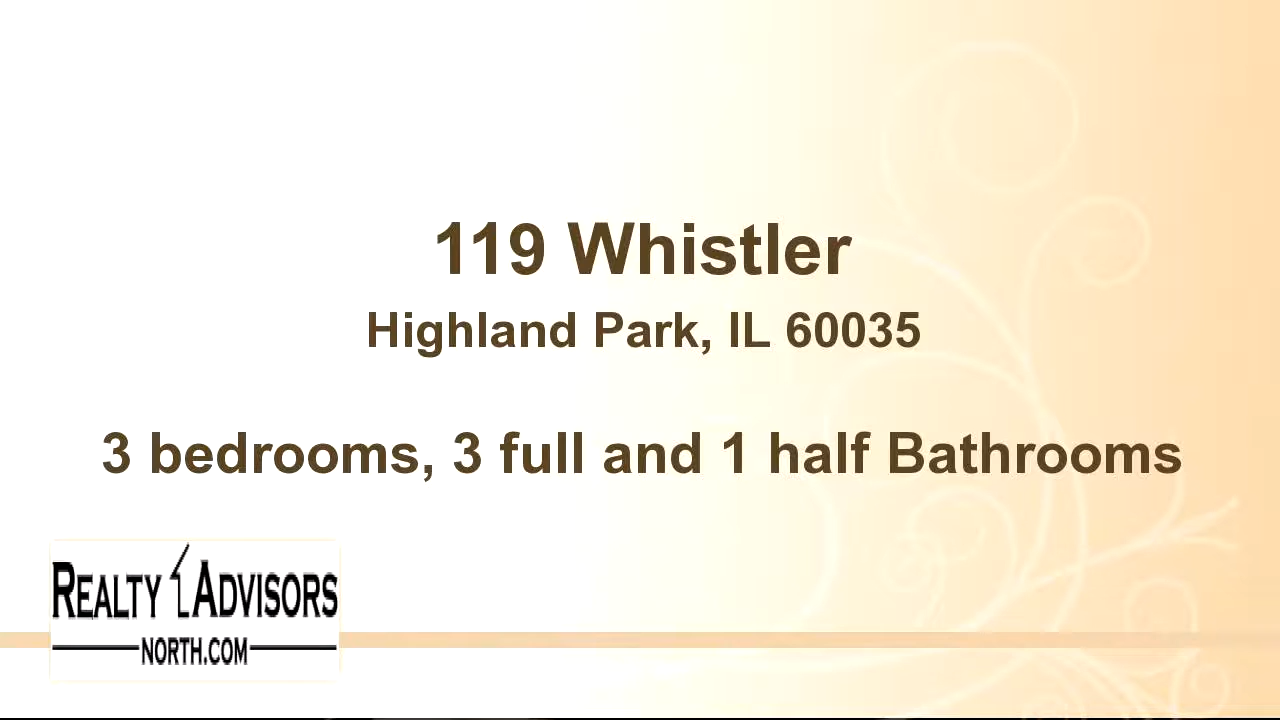 119 Whistler
Highland Park, IL 60035
3 bedrooms, 3 full and 1 half Bathrooms
REALTY ADVISORS
NORTH.COM